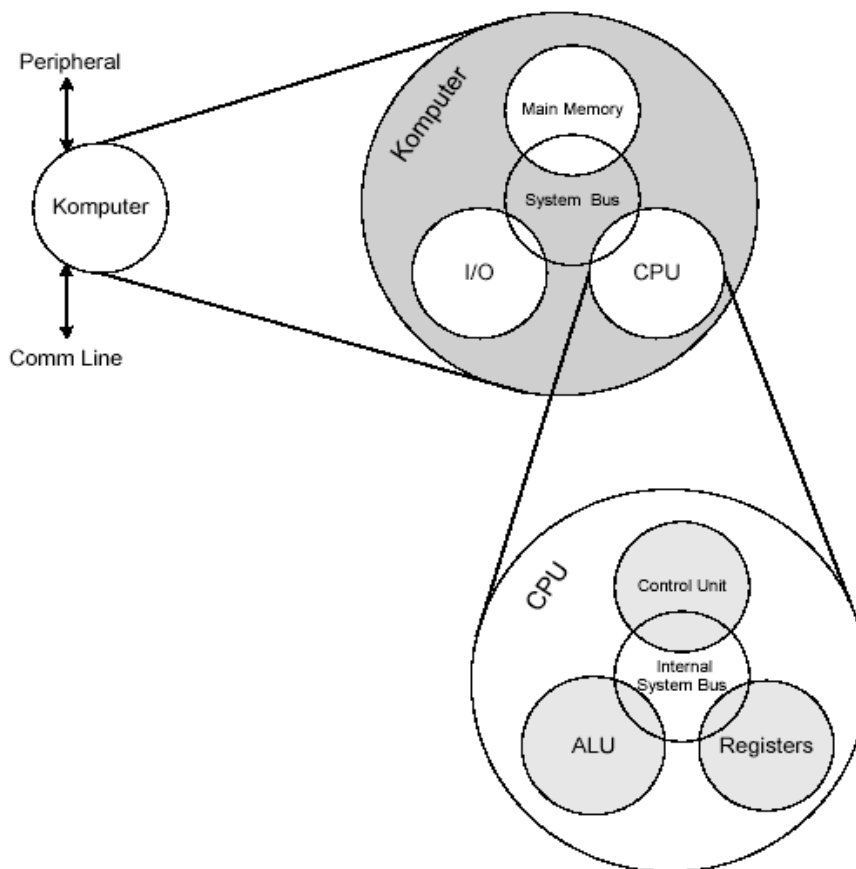 Peripheral
Komputer
Comm Line
Komputer
Main Memory
System Bus
I/O
CPU
CPU
Control Unit
Internal
System Bus
ALU
Registers